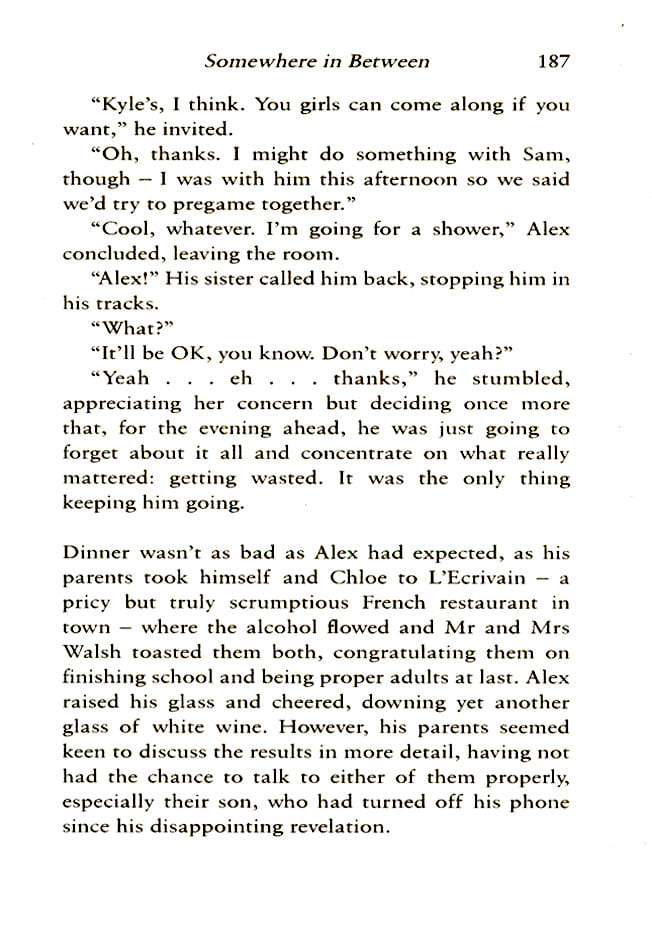 Somewhere in Between 187
“Kyle’s, I think. You girls can come along if you
want,” he invited.
“Oh, thanks. I might do something with Sam,
though – I was with him this afternoon so we said
we’d try to pregame together.”
“Cool, whatever. I’m going for a shower,” Alex
concluded, leaving the room.
“Alex!” His sister called him back, stopping him in
his tracks.
“What?”
“It’ll be OK, you know. Don’t worry, yeah?”
“Yeah . . . eh . . . thanks,” he stumbled,
appreciating her concern but deciding once more
that, for the evening ahead, he was just going to
forget about it all and concentrate on what really
mattered: getting wasted. It was the only thing
keeping him going.
Dinner wasn’t as bad as Alex had expected, as his
parents took himself and Chloe to L’Ecrivain – a
pricy but truly scrumptious French restaurant in
town – where the alcohol flowed and Mr and Mrs
Walsh toasted them both, congratulating them on
finishing school and being proper adults at last. Alex
raised his glass and cheered, downing yet another
glass of white wine. However, his parents seemed
keen to discuss the results in more detail, having not
had the chance to talk to either of them properly,
especially their son, who had turned off his phone
since his disappointing revelation.